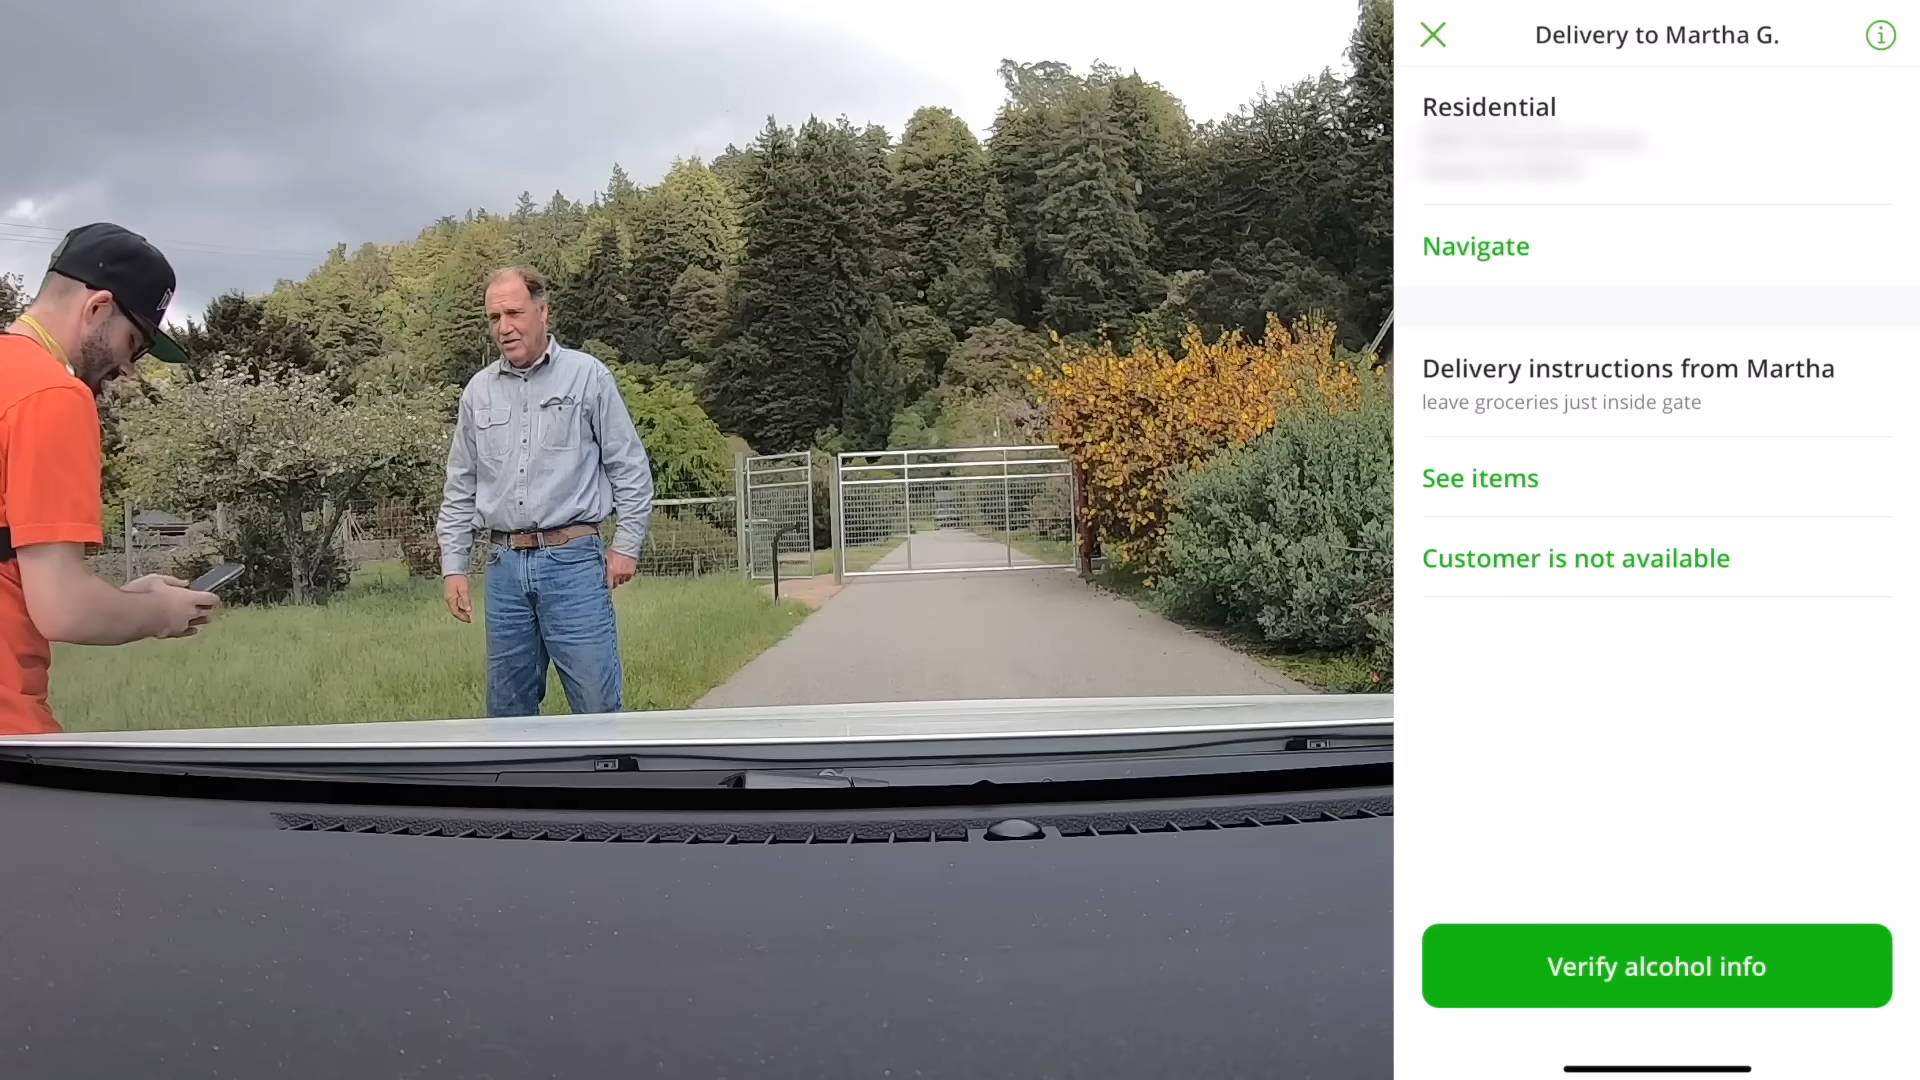 Delivery to Martha G.
Residential
Navigate
Delivery instructions from Martha
leave groceries just inside gate
See items
Customer is not available
Verify alcohol info